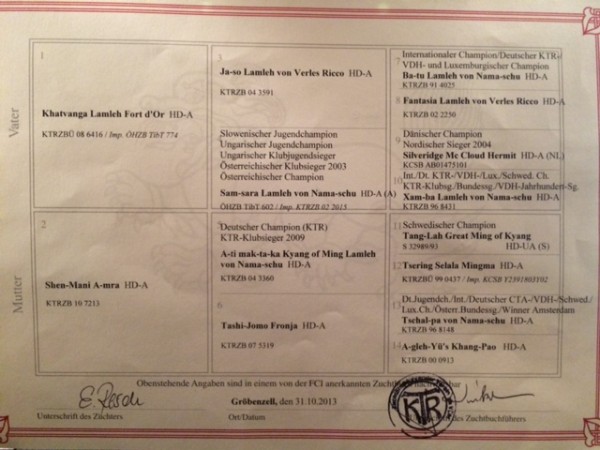 Vater
1
Khatvanga Lamleh Fort d'Or HD-A
KTRZBÜ 08 6416 / Imp. ÖHZB TibT 774
3
Ja-so Lamleh von Verles Ricco HD-A
KTRZB 04 3591
Slowenischer Jugendchampion
Ungarischer Jugendchampion
Ungarischer Klubjugendsieger
Österreichischer Klubsieger 2003
Österreichischer Champion
Sam-sara Lamleh von Nama-schu HD-A (A)
ÖHZB TibT 602 / Imp. KTRZB 02 2015
7
Internationaler Champion/Deutscher KTR-/
VDH- und Luxemburgischer Champion
Ba-tu Lamleh von Nama-schu HD-A
KTRZB 91 4025
8
Fantasia Lamleh von Verles Ricco HD-A
KTRZB 02 2250
9
Dänischer Champion
Nordischer Sieger 2004
Silveridge Mc Cloud Hermit HD-A (NL)
KCSB AB01475101
10
Int./Dt. KTR-/VDH-/Lux./Schwed. Ch.
KTR-Klubsg./Bundessg./VDH-Jahrhunden-Sg.
Xam-ba Lamleh von Nama-schu HD-A
KTRZB 96 8431
Mutter
2
Shen-Mani A-mra HD-A
KTRZB 10 7213
Deutscher Champion (KTR)
KTR-Klubsieger 2009
A-ti mak-ta-ka Kyang of Ming Lamleh
von Nama-schu HD-A
KTRZB 04 3360
6
Tashi-Jomo Fronja HD-A
KTRZB 07 5319
11
Schwedischer Champion
Tang-Lah Great Ming of Kyang
S 32989/93 HD-UA (S)
12
Tsering Selala Mingma HD-A
KTRZBÜ 99 0437 / Imp. KCSB Y2391803Y02
13
Dt.Jugendch./Int./Deutscher CTA-/VDH-/Schwed./
Lux.Ch./Österr.Bundessg./Winner Amsterdam
Tschal-pa von Nama-schu HD-A
KTRZB 96 8148
14
A-gleh-Yü's Khang-Pao HD-A
KTRZB 00 0913
Obenstehende Angaben sind in einem von der FCI anerkannten
Gröbenzell, den 31.10.2013
KTR
Unterschrift des Züchters
Ort/Datum
des Zuchtbuchführers